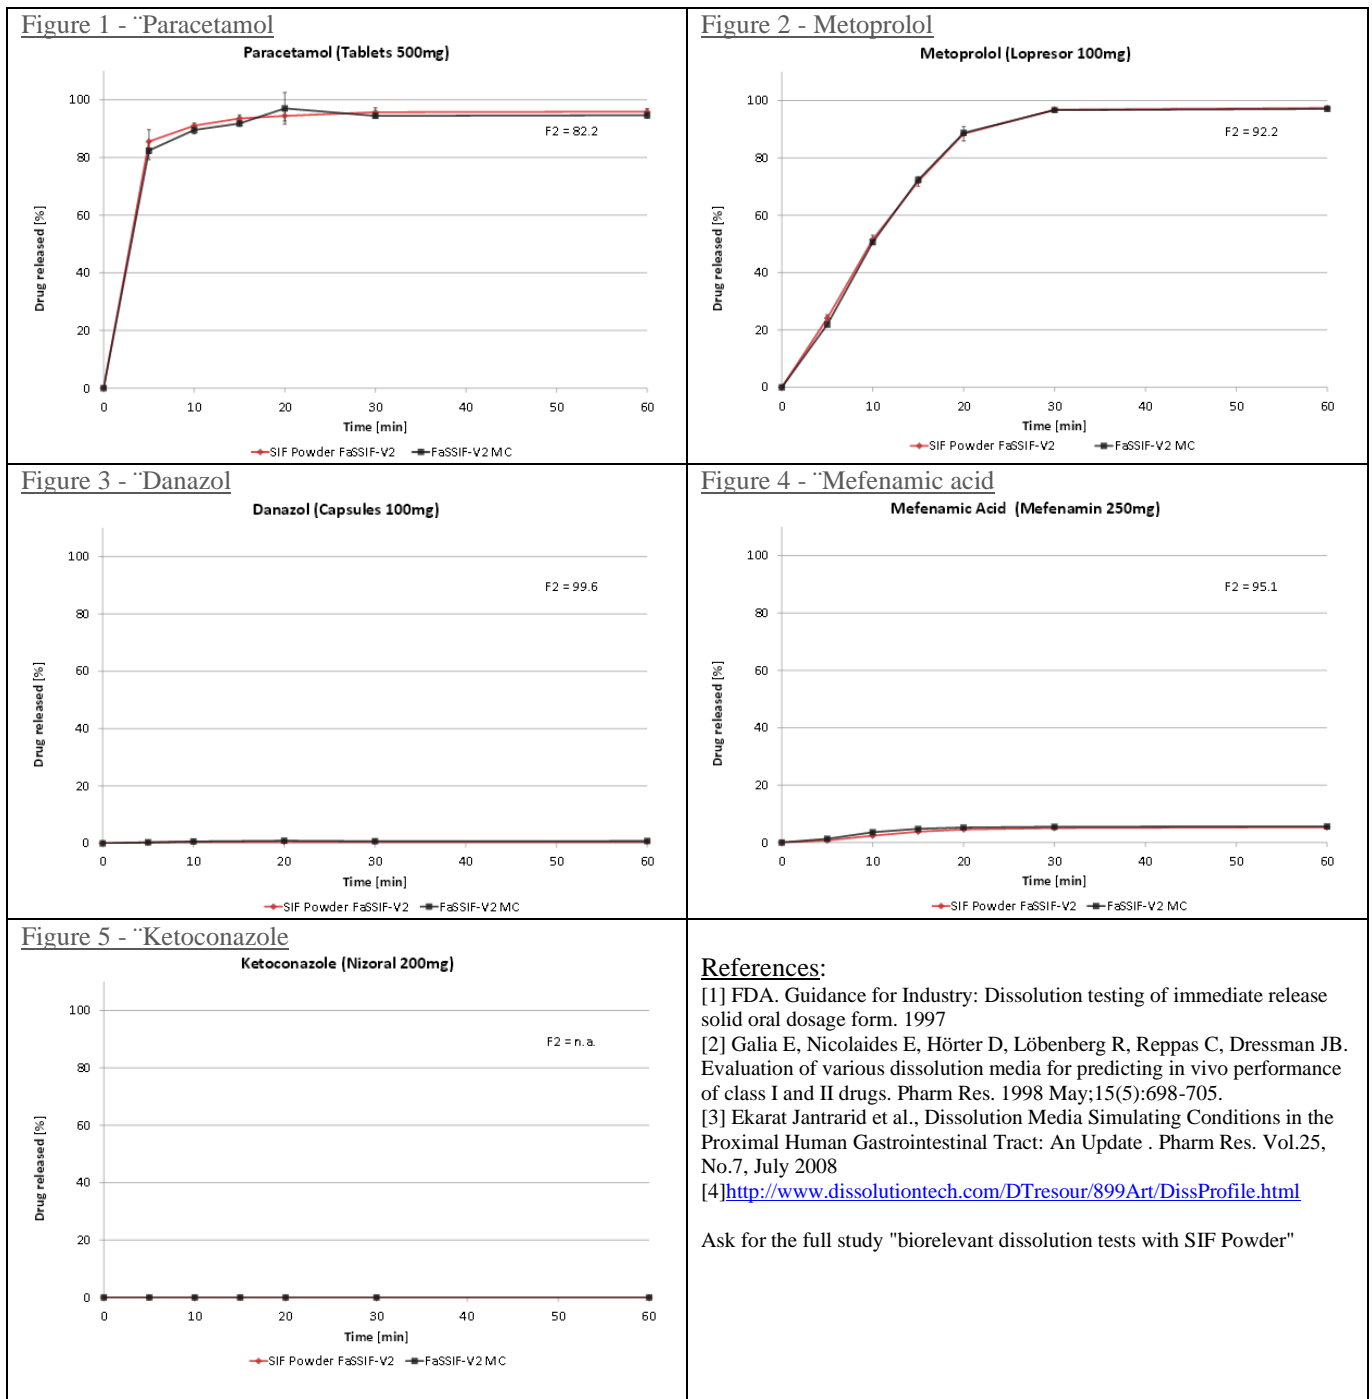 Figure 1 - ¨Paracetamol
Paracetamol (Tablets 500mg)
100
80
60
40
20
0
Drug released [%]
F2 = 82.2
0 10 20 30 40 50 60
Time [min]
SIF Powder FaSSIF-V2 FaSSIF-V2 MC
Figure 2 - Metoprolol
Metoprolol (Lopresor 100mg)
100
80
60
40
20
0
Drug released [%]
F2 = 92.2
0 10 20 30 40 50 60
Time [min]
SIF Powder FaSSIF-V2 FaSSIF-V2 MC
Figure 3 - ¨Danazol
Danazol (Capsules 100mg)
100
80
60
40
20
0
Drug released [%]
F2 = 99.6
0 10 20 30 40 50 60
Time [min]
SIF Powder FaSSIF-V2 FaSSIF-V2 MC
Figure 4 - ¨Mefenamic acid
Mefenamic Acid (Mefenamin 250mg)
100
80
60
40
20
0
Drug released [%]
F2 = 95.1
0 10 20 30 40 50 60
Time [min]
SIF Powder FaSSIF-V2 FaSSIF-V2 MC
Figure 5 - ¨Ketoconazole
Ketoconazole (Nizoral 200mg)
100
80
60
40
20
0
Drug released [%]
F2 = n.a.
0 10 20 30 40 50 60
Time [min]
SIF Powder FaSSIF-V2 FaSSIF-V2 MC
References:
[1] FDA. Guidance for Industry: Dissolution testing of immediate release
solid oral dosage form. 1997
[2] Galia E, Nicolaides E, Hörter D, Löbenberg R, Reppas C, Dressman JB.
Evaluation of various dissolution media for predicting in vivo performance
of class I and II drugs. Pharm Res. 1998 May;15(5):698-705.
[3] Ekarat Jantrarid et al., Dissolution Media Simulating Conditions in the
Proximal Human Gastrointestinal Tract: An Update . Pharm Res. Vol.25,
No.7, July 2008
[4]http://www.dissolutiontech.com/DTresour/899Art/DissProfile.html
Ask for the full study "biorelevant dissolution tests with SIF Powder"